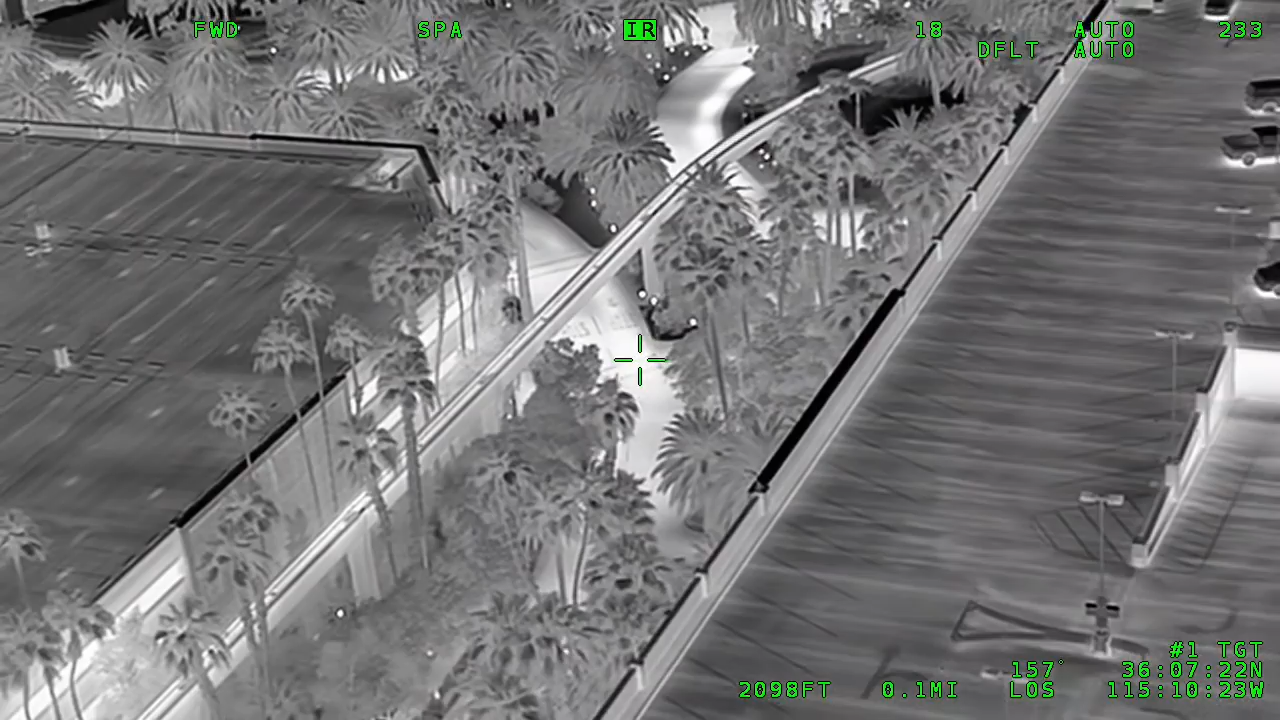 FWD SPA IR 18 AUTO 233
DFLT AUTO
#1 TGT
157° 36:07:22N
2098FT 0.1MI LOS 115:10:23W